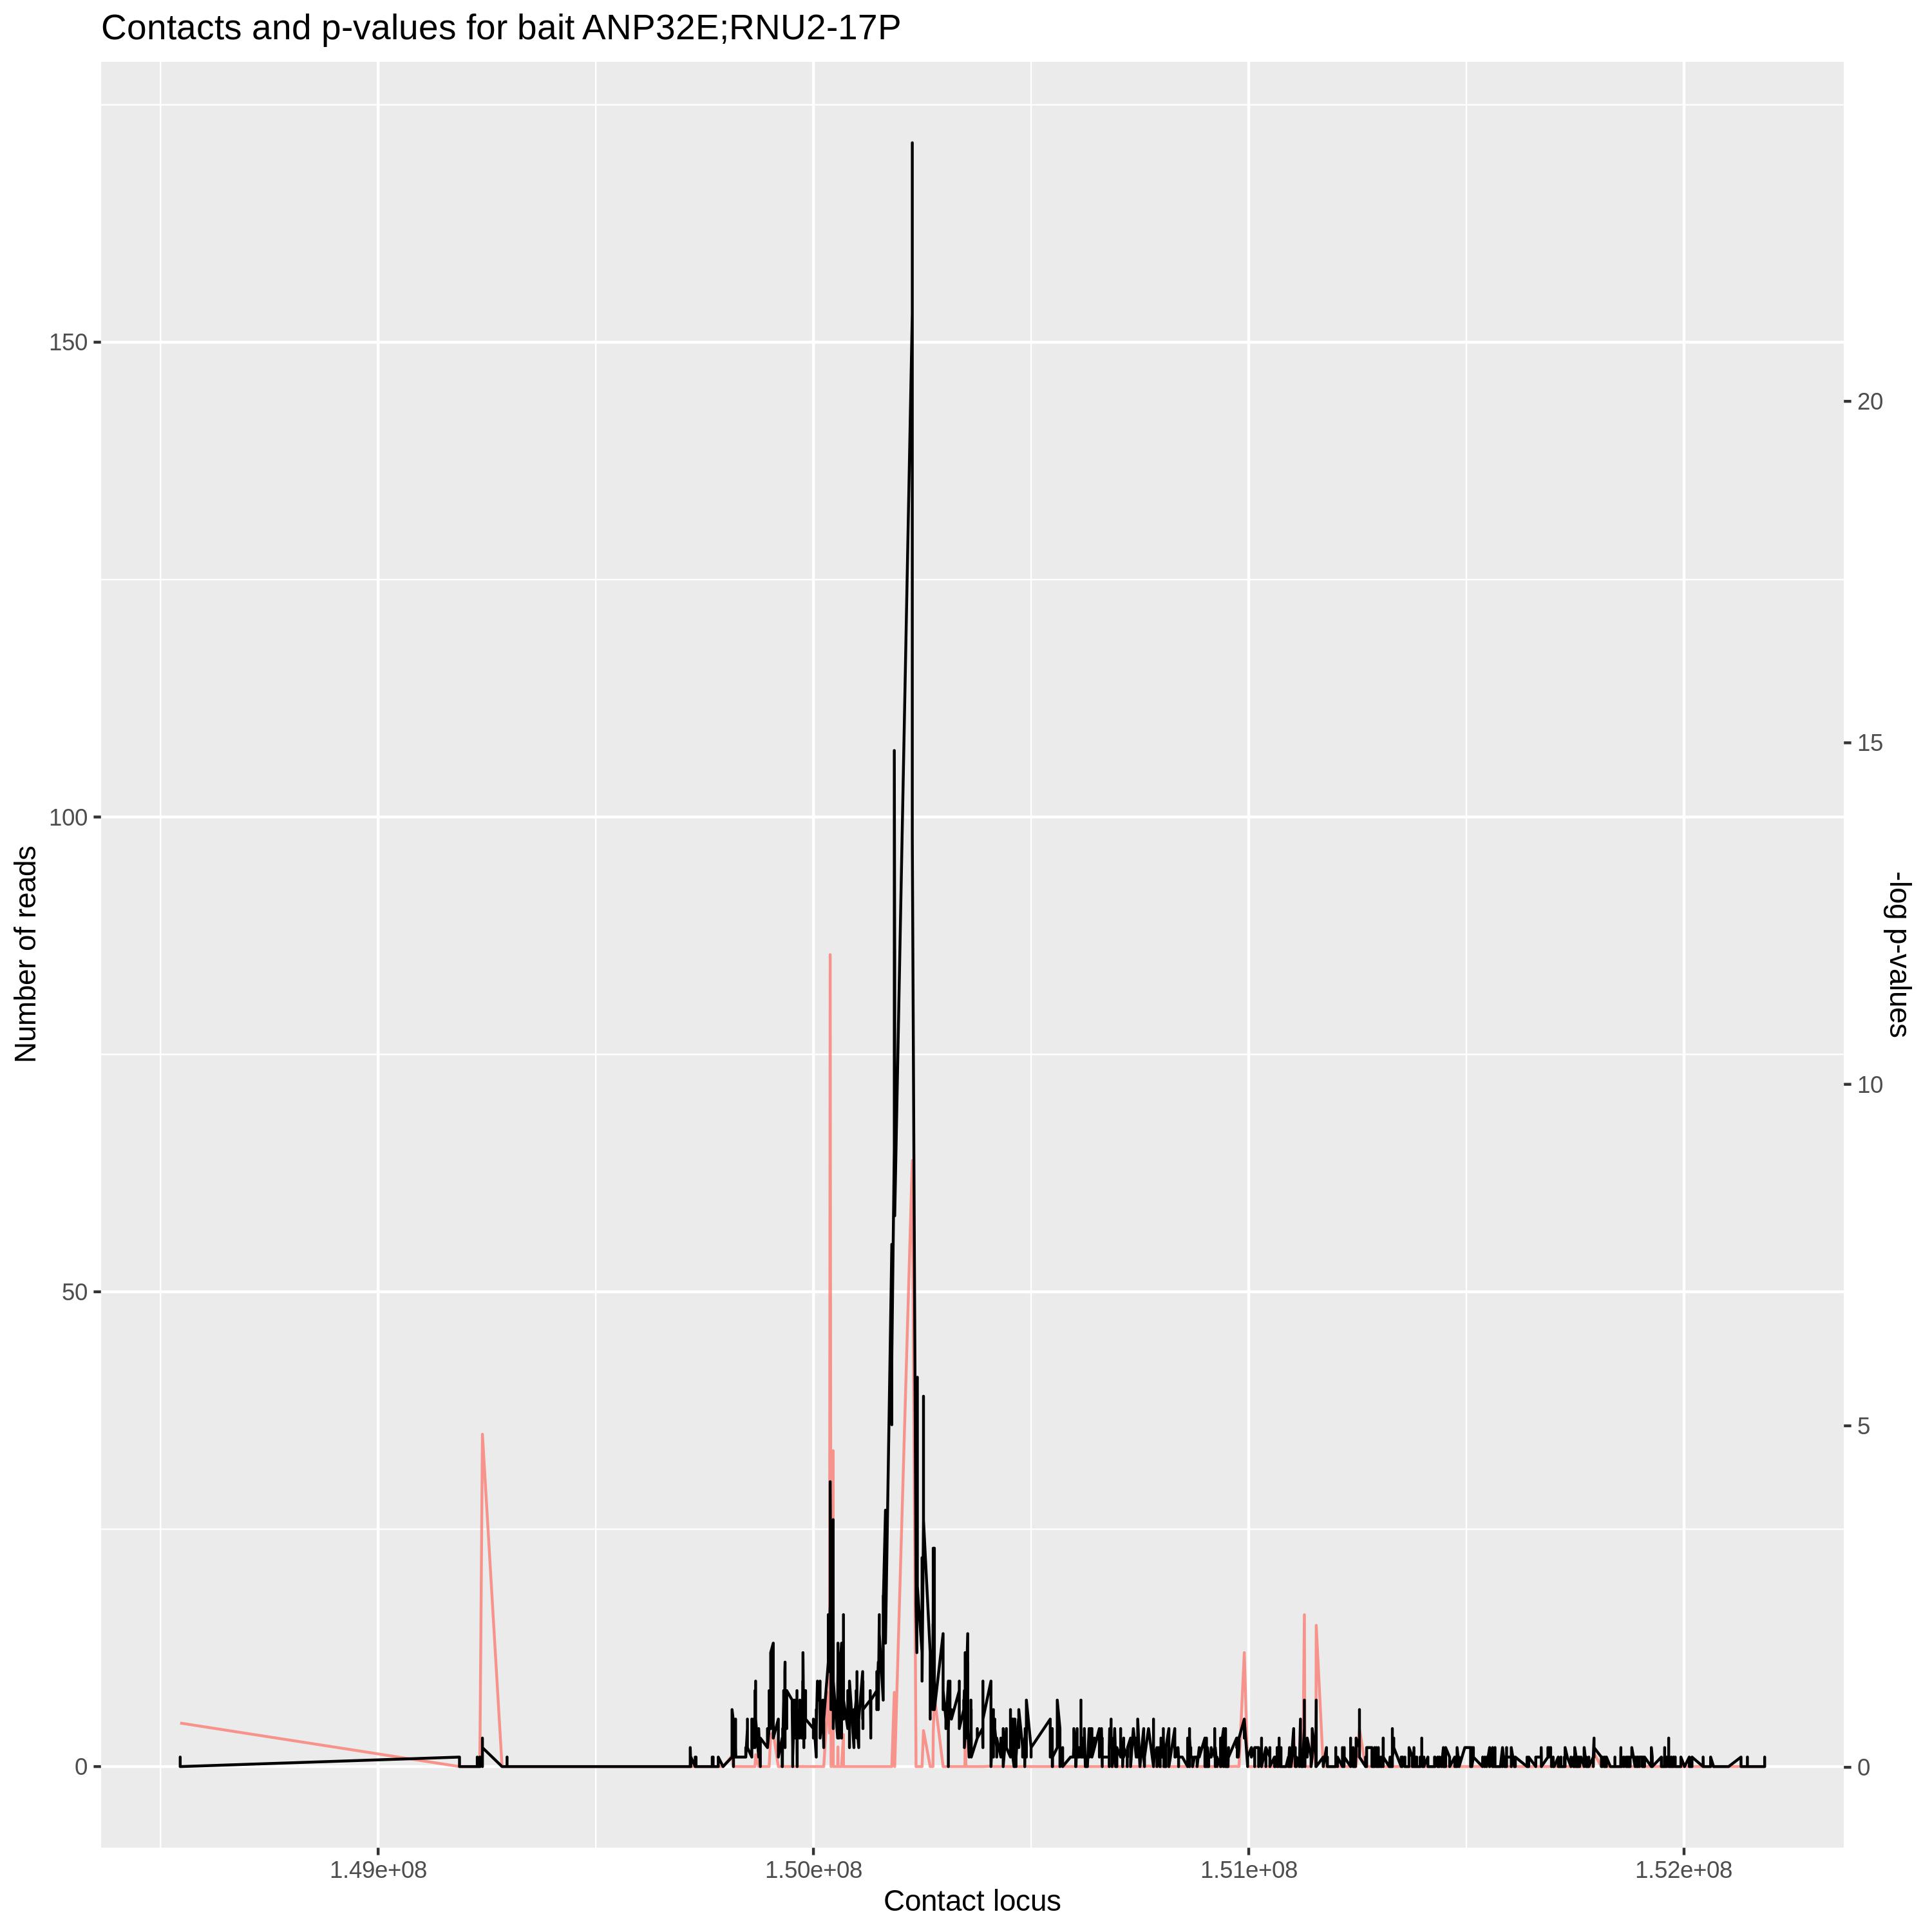 Contacts and p-values for bait ANP32E;RNU2-17P
150
100
50
0
Number of reads
20
15
10
5
0
-log p-values
1.49e+08 1.50e+08 1.51e+08 1.52e+08
Contact locus